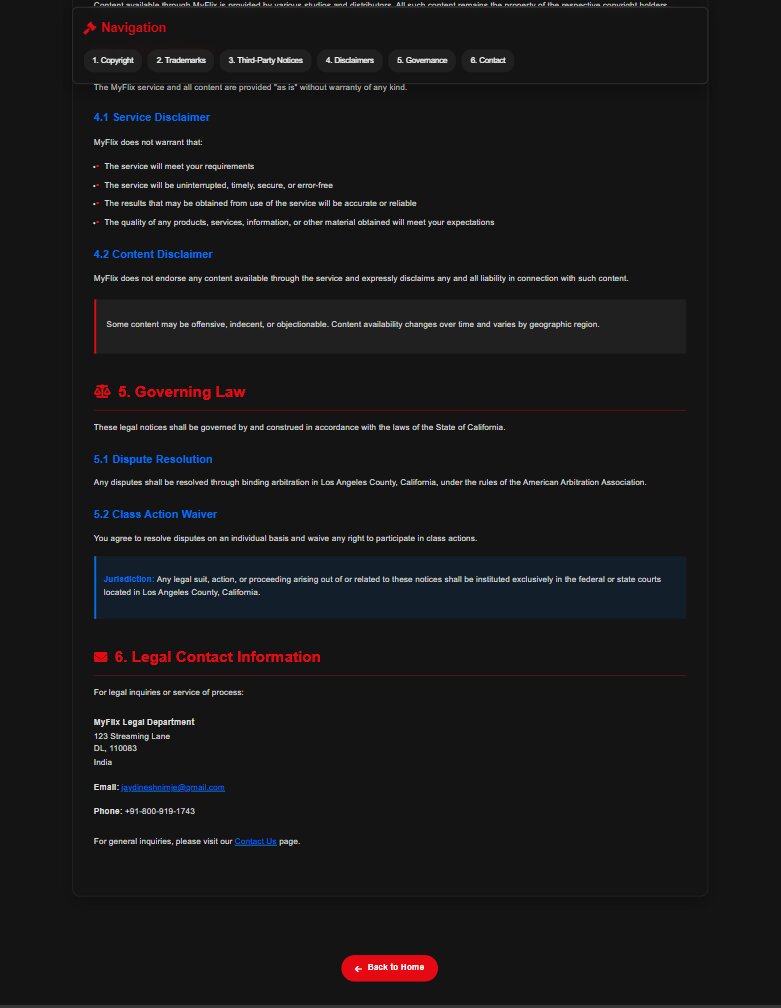 Content available through MyFlix is provided by various studios and distributors. All such content remains the property of the respective copyright holders.
Navigation
1. Copyright
2. Trademarks
3. Third-Party Notices
4. Disclaimers
5. Governance
6. Contact
The MyFlix service and all content are provided "as is" without warranty of any kind.
4.1 Service Disclaimer
MyFlix does not warrant that:
• The service will meet your requirements
• The service will be uninterrupted, timely, secure, or error-free
• The results that may be obtained from use of the service will be accurate or reliable
• The quality of any products, services, information, or other material obtained will meet your expectations
4.2 Content Disclaimer
MyFlix does not endorse any content available through the service and expressly disclaims any and all liability in connection with such content.
Some content may be offensive, indecent, or objectionable. Content availability changes over time and varies by geographic region.
5. Governing Law
These legal notices shall be governed by and construed in accordance with the laws of the State of California.
5.1 Dispute Resolution
Any disputes shall be resolved through binding arbitration in Los Angeles County, California, under the rules of the American Arbitration Association.
5.2 Class Action Waiver
You agree to resolve disputes on an individual basis and waive any right to participate in class actions.
Jurisdiction: Any legal suit, action, or proceeding arising out of or related to these notices shall be instituted exclusively in the federal or state courts
located in Los Angeles County, California.
6. Legal Contact Information
For legal inquiries or service of process:
MyFlix Legal Department
123 Streaming Lane
DL, 110083
India
Email: jaydineshnimje@gmail.com
Phone: +91-800-919-1743
For general inquiries, please visit our Contact Us page.
Back to Home